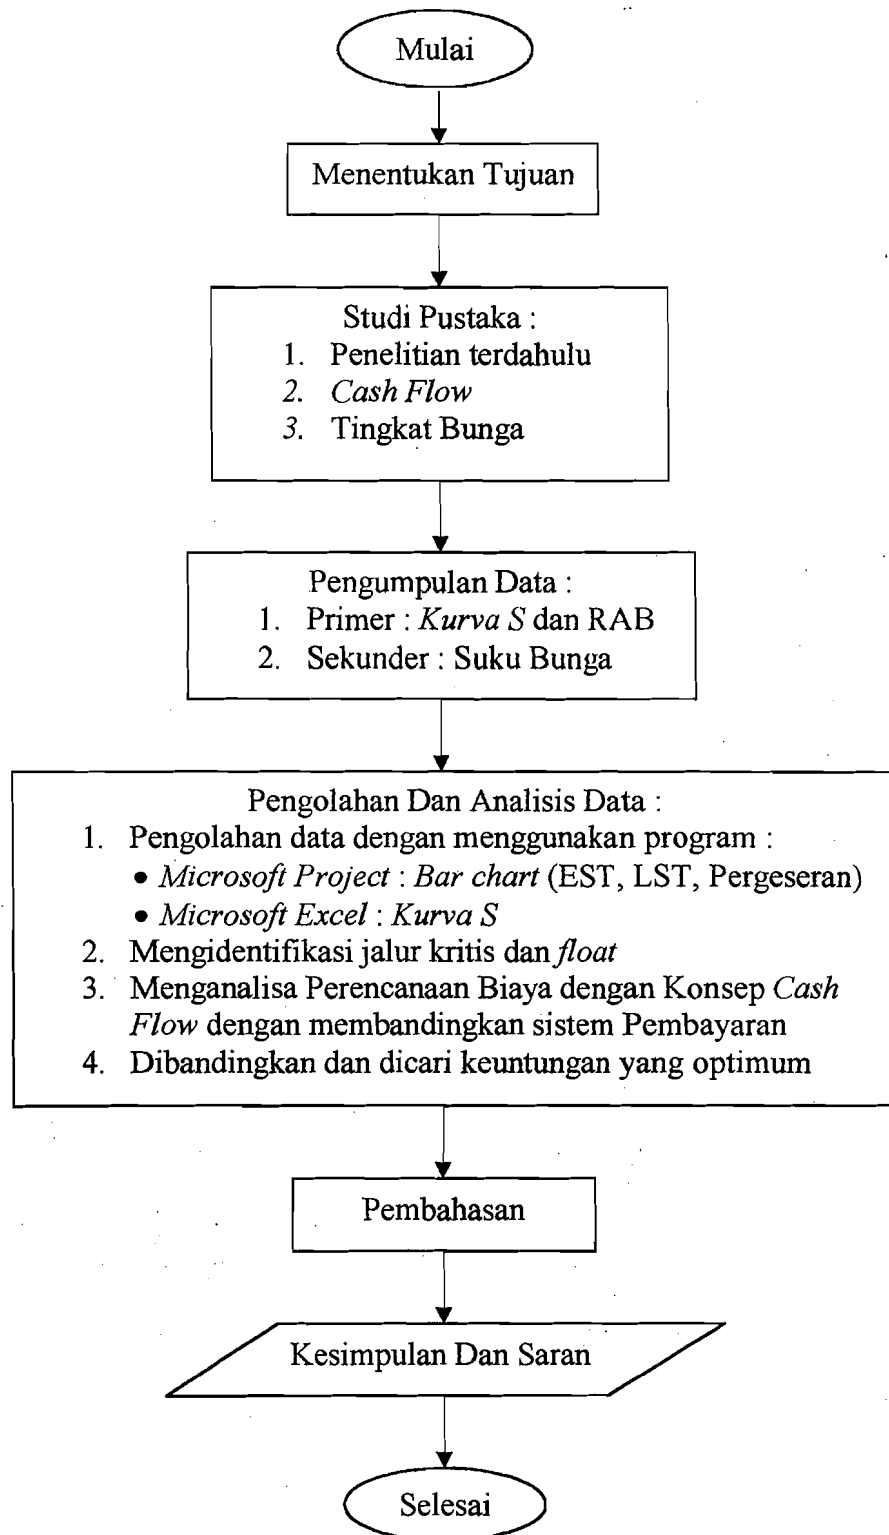 Mulai
Menentukan Tujuan
Studi Pustaka :
1. Penelitian terdahulu
2. Cash Flow
3. Tingkat Bunga
Pengumpulan Data :
1. Primer : Kurva S dan RAB
2. Sekunder : Suku Bunga
Pengolahan Dan Analisis Data :
1. Pengolahan data dengan menggunakan program :
• Microsoft Project : Bar chart (EST, LST, Pergeseran)
• Microsoft Excel : Kurva S
2. Mengidentifikasi jalur kritis dan float
3. Menganalisa Perencanaan Biaya dengan Konsep Cash
Flow dengan membandingkan sistem Pembayaran
4. Dibandingkan dan dicari keuntungan yang optimum
Pembahasan
Kesimpulan Dan Saran
Selesai